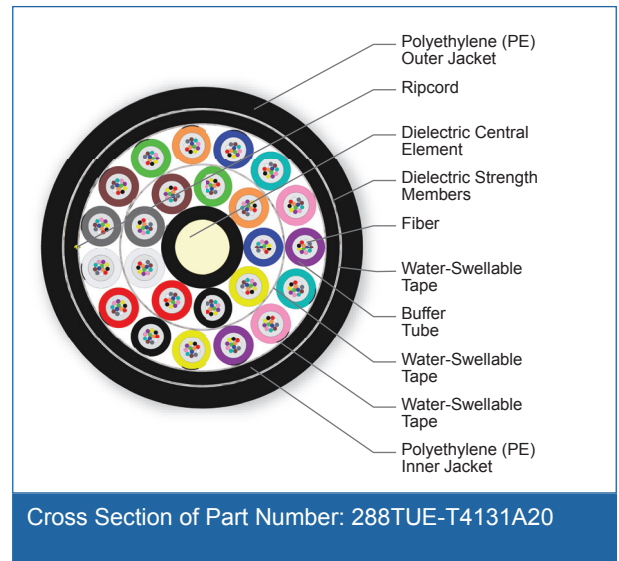 Polyethylene (PE)
Outer Jacket
Ripcord
Dielectric Central
Element
Dielectric Strength
Members
Fiber
Water-Swellable
Tape
Buffer
Tube
Water-Swellable
Tape
Water-Swellable
Tape
Polyethylene (PE)
Inner Jacket
Cross Section of Part Number: 288TUE-T4131A20